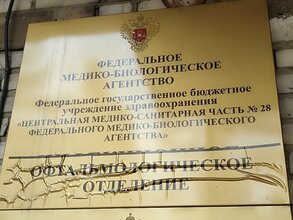 ФЕДЕРАЛЬНОЕ
МЕДИКО-БИОЛОГИЧЕСКОЕ
АГЕНТСТВО
Федеральное государственное бюджетное
учреждение здравоохранения
«ЦЕНТРАЛЬНАЯ МЕДИКО-САНИТАРНАЯ ЧАСТЬ № 28
ФЕДЕРАЛЬНОГО МЕДИКО-БИОЛОГИЧЕСКОГО
АГЕНТСТВА»
ОФТАЛЬМОЛОГИЧЕСКОЕ
ОТДЕЛЕНИЕ